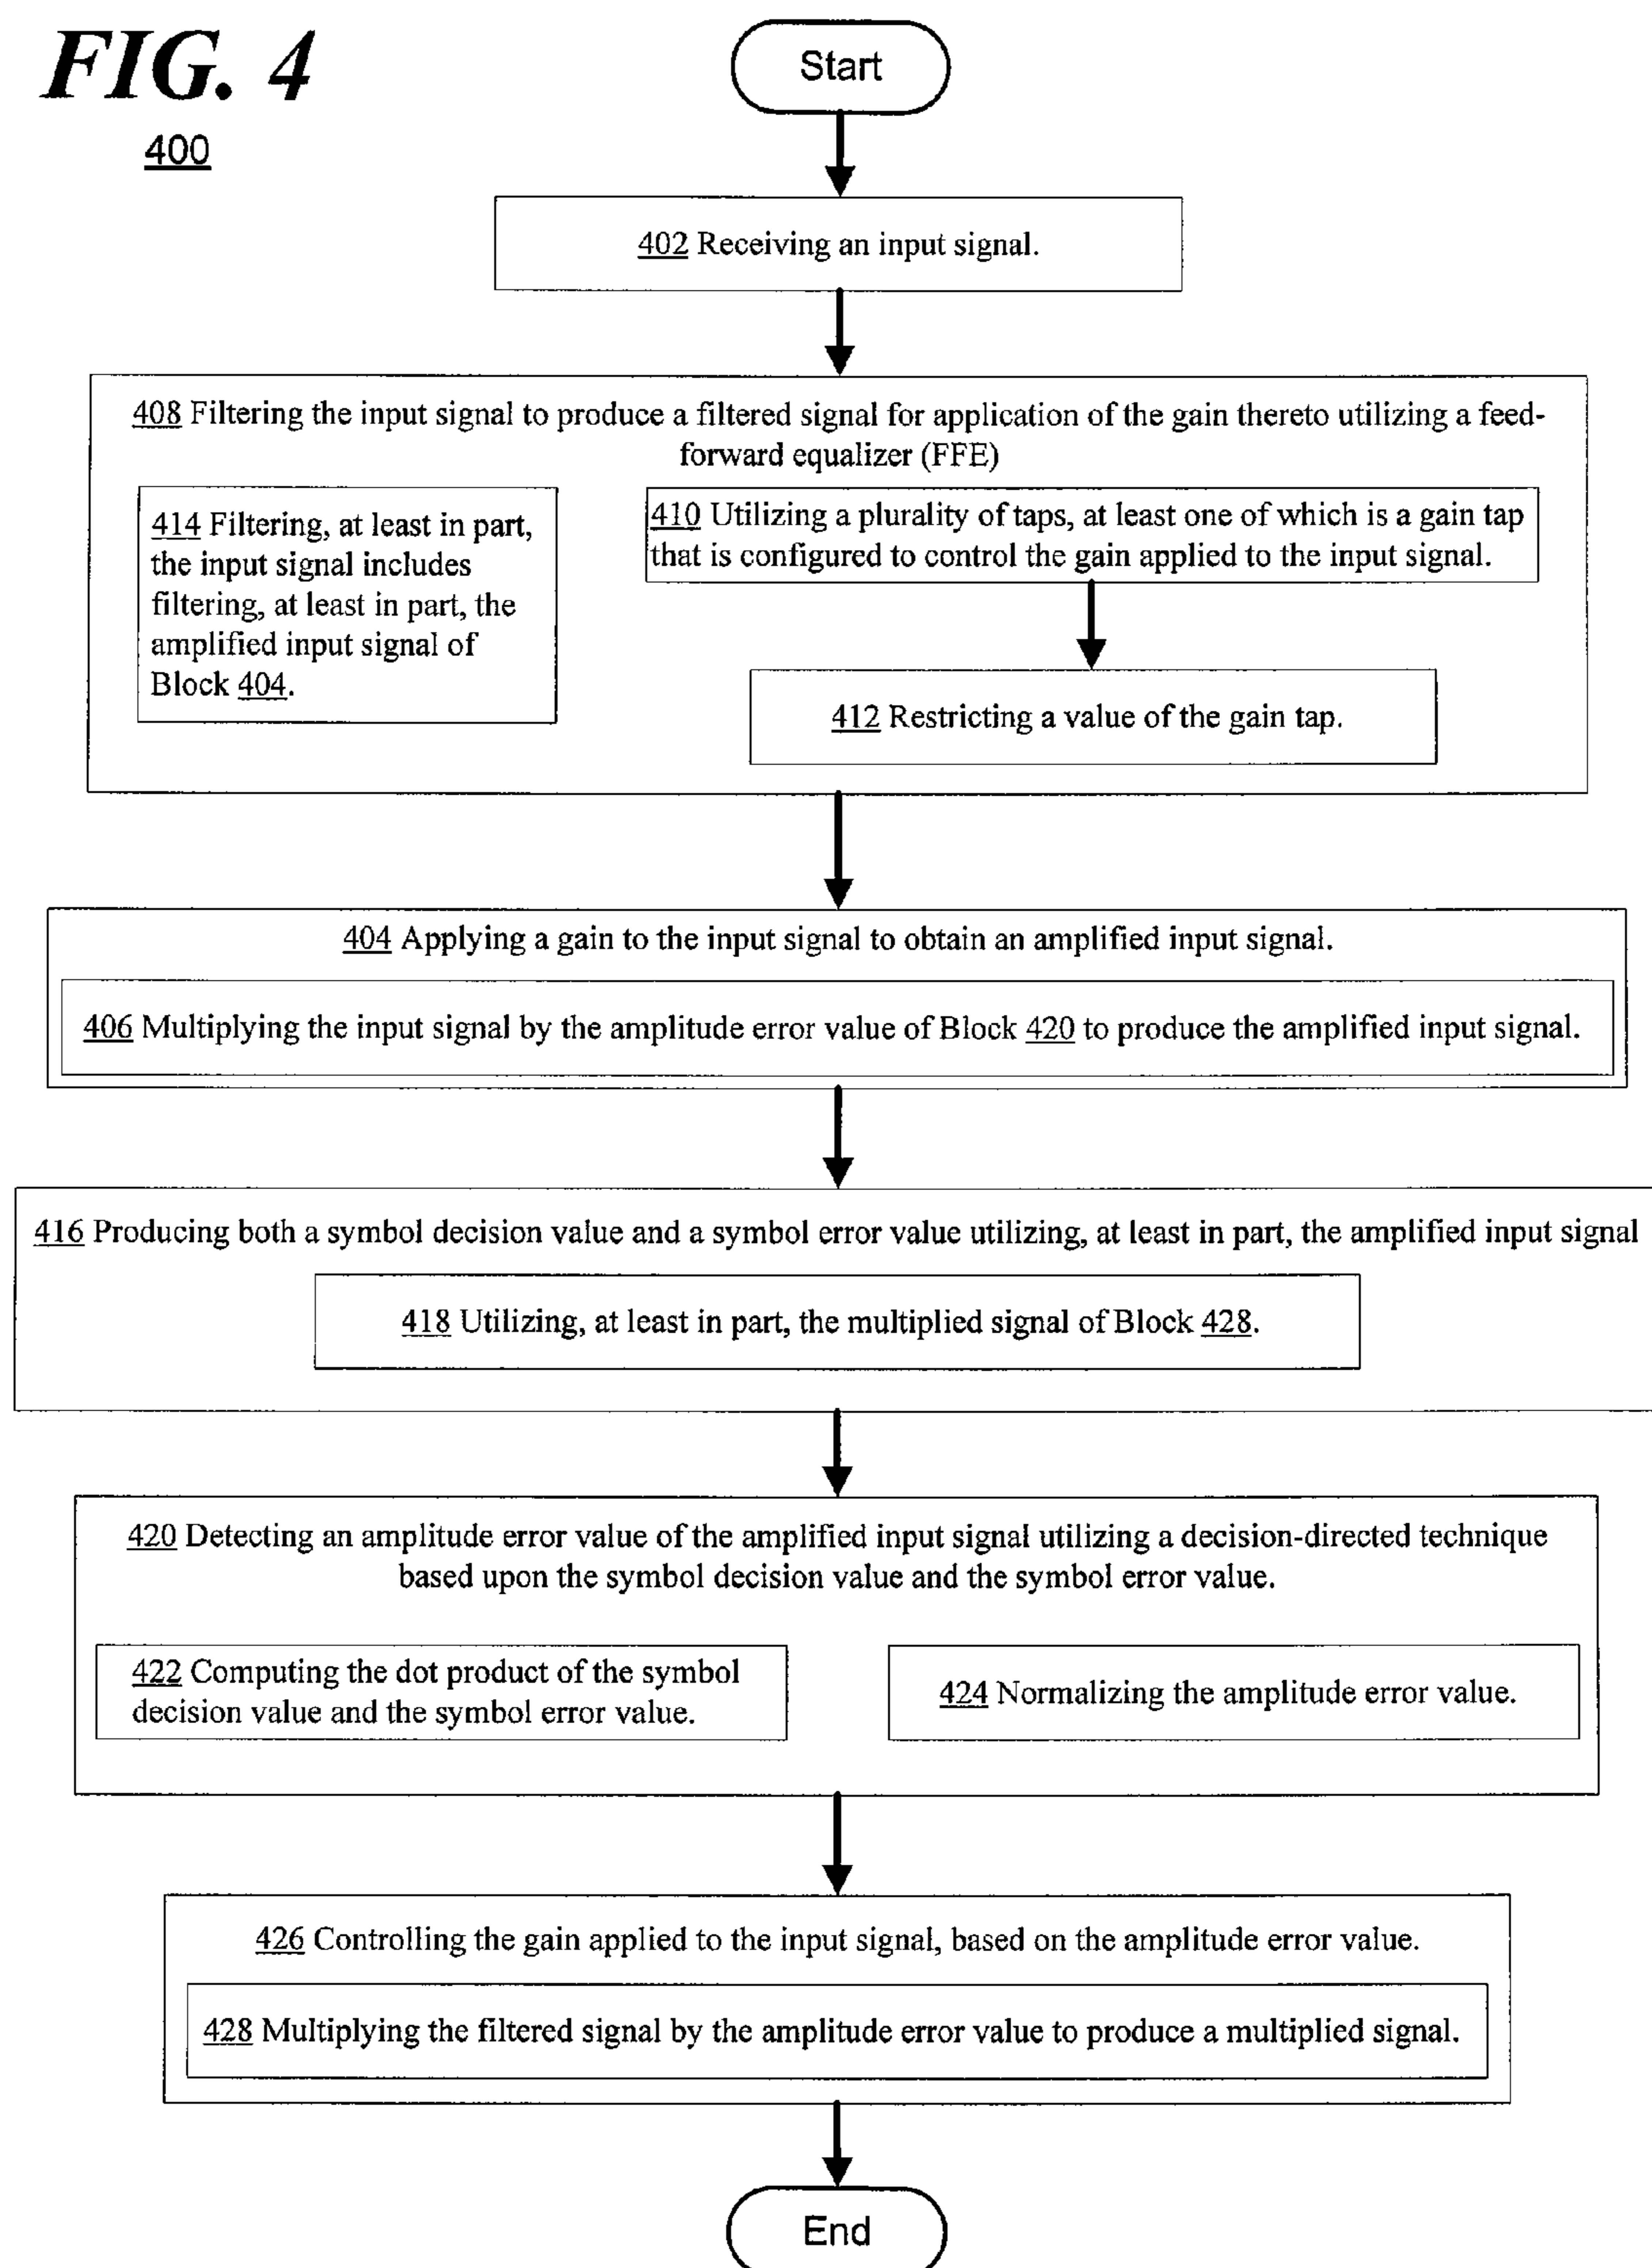 FIG. 4
400
Start
402 Receiving an input signal.
408 Filtering the input signal to produce a filtered signal for application of the gain thereto utilizing a feed-
forward equalizer (FFE)
414 Filtering, at least in part,
the input signal includes
filtering, at least in part, the
amplified input signal of
Block 404.
410 Utilizing a plurality of taps, at least one of which is a gain tap
that is configured to control the gain applied to the input signal.
412 Restricting a value of the gain tap.
404 Applying a gain to the input signal to obtain an amplified input signal.
406 Multiplying the input signal by the amplitude error value of Block 420 to produce the amplified input signal.
416 Producing both a symbol decision value and a symbol error value utilizing, at least in part, the amplified input signal
418 Utilizing, at least in part, the multiplied signal of Block 428.
420 Detecting an amplitude error value of the amplified input signal utilizing a decision-directed technique
based upon the symbol decision value and the symbol error value.
422 Computing the dot product of the symbol
decision value and the symbol error value.
424 Normalizing the amplitude error value.
426 Controlling the gain applied to the input signal, based on the amplitude error value.
428 Multiplying the filtered signal by the amplitude error value to produce a multiplied signal.
End